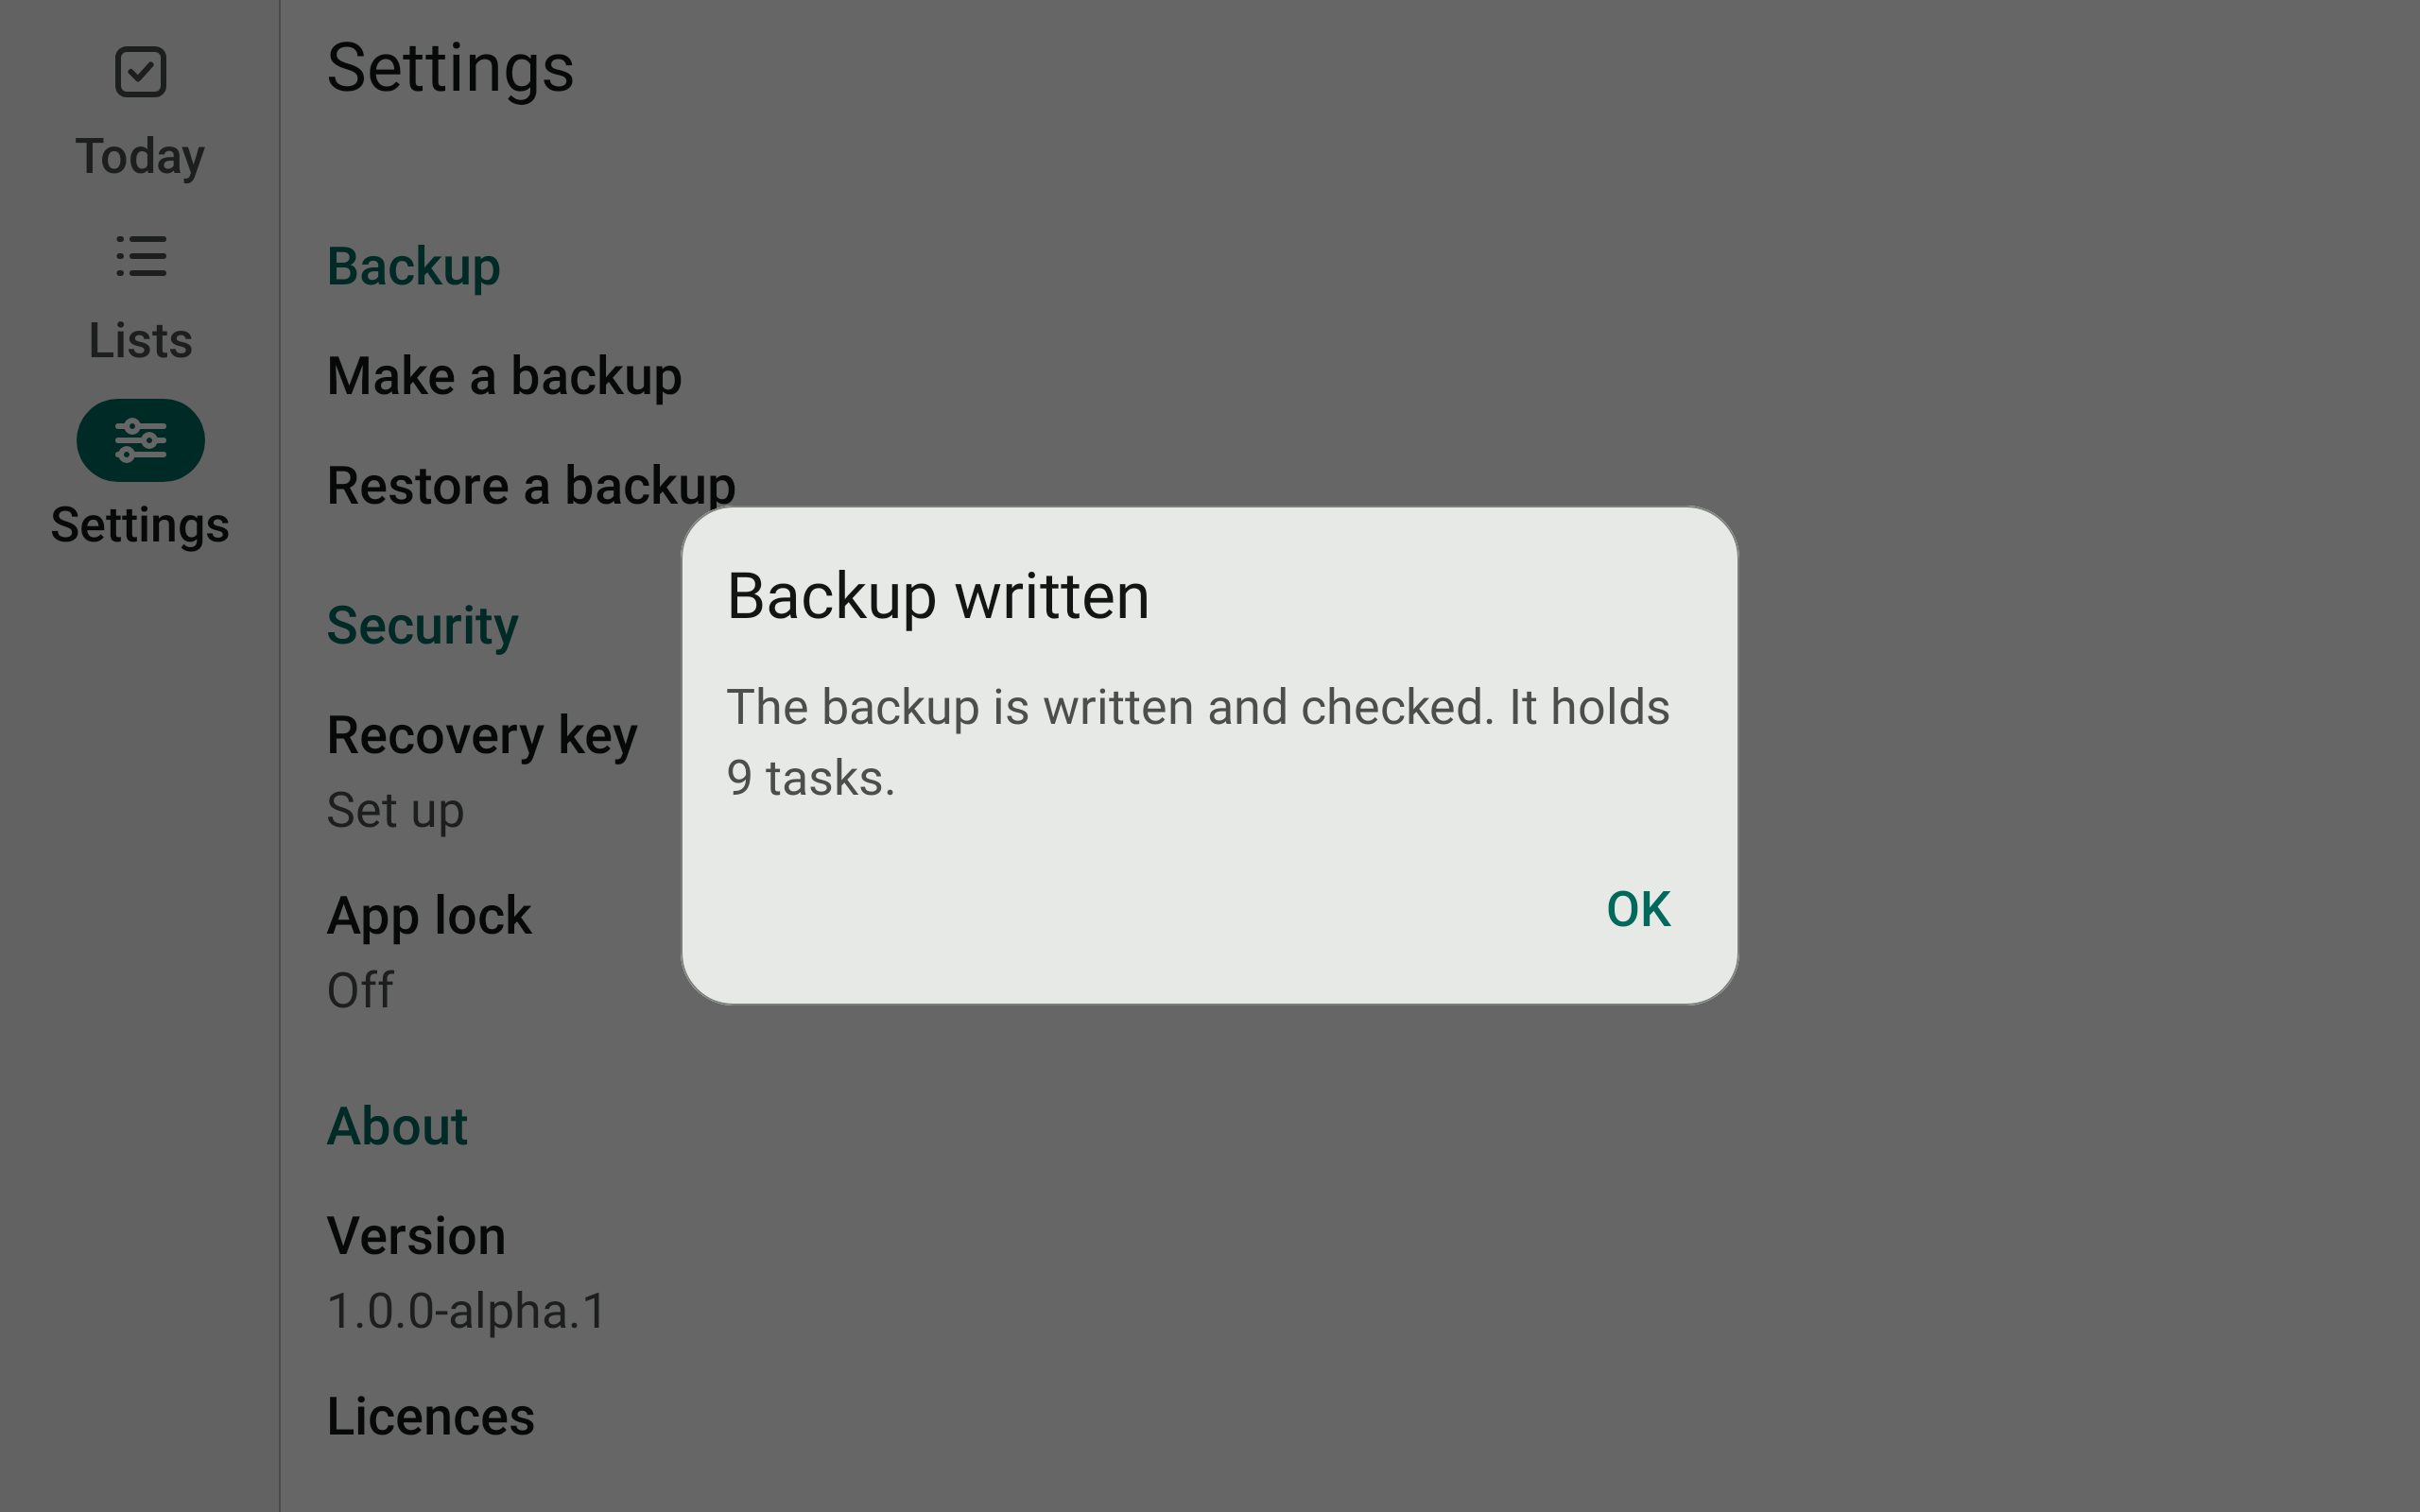 Today
Lists
Settings
Settings
Backup
Make a backup
Restore a backup
Security
Recovery key
Set up
App lock
Off
About
Version
1.0.0-alpha.1
Licences
Backup written
The backup is written and checked. It holds
9 tasks.
OK